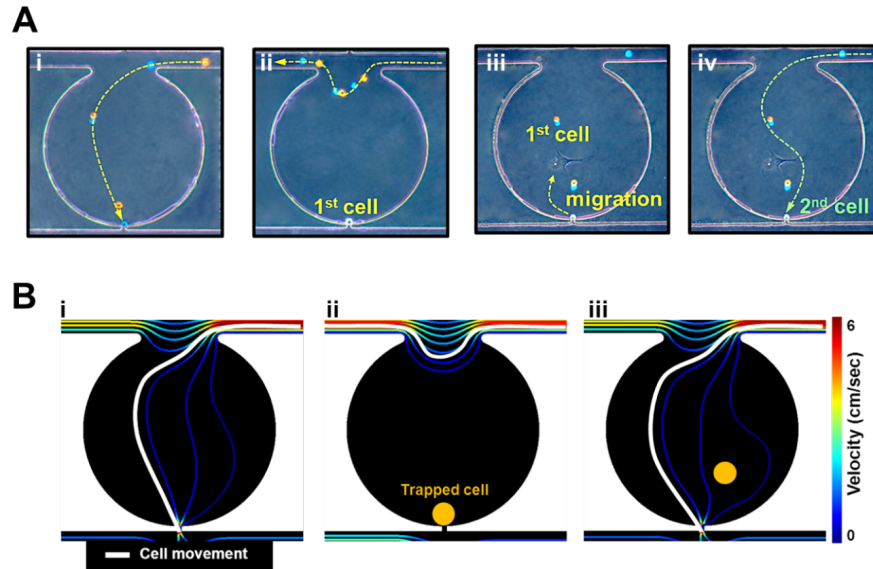 A
i
ii
iii
iv
1st cell
1st cell
migration
2nd cell
B
i
ii
iii
6
Velocity (cm/sec)
0
Trapped cell
Cell movement